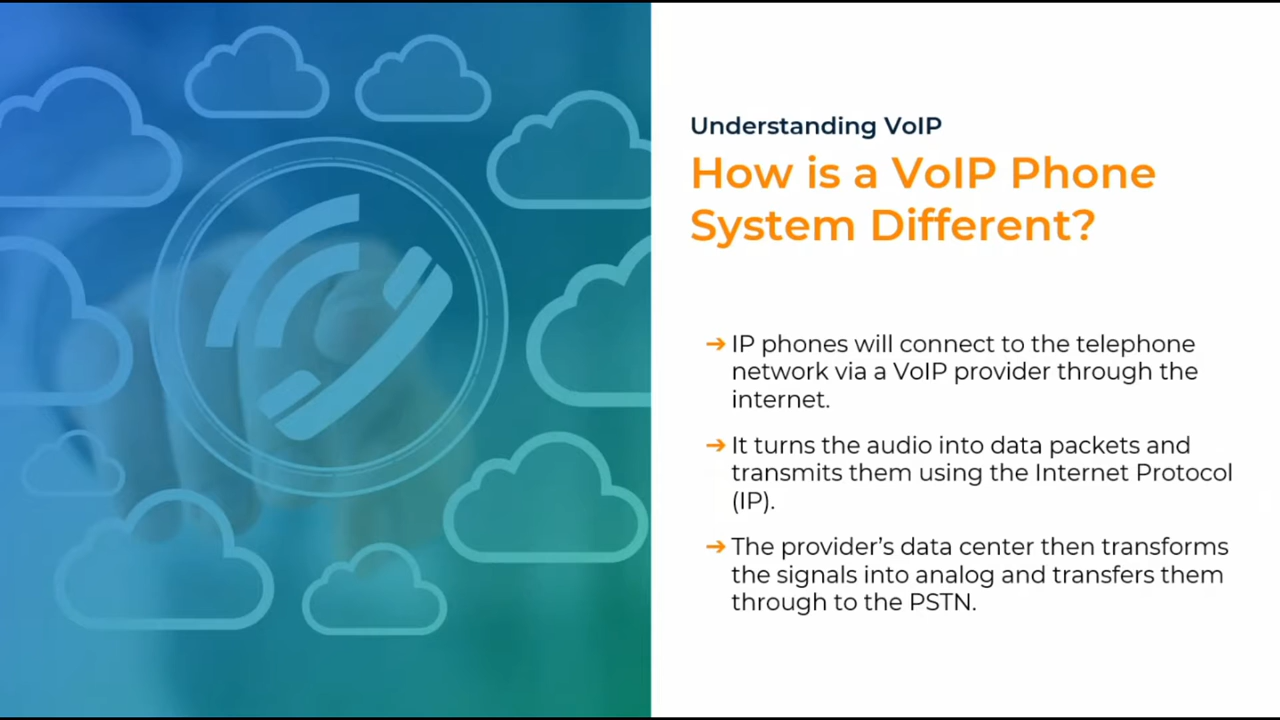 Understanding VoIP
How is a VoIP Phone
System Different?
➔ IP phones will connect to the telephone
network via a VoIP provider through the
internet.
➔ It turns the audio into data packets and
transmits them using the Internet Protocol
(IP).
➔ The provider’s data center then transforms
the signals into analog and transfers them
through to the PSTN.